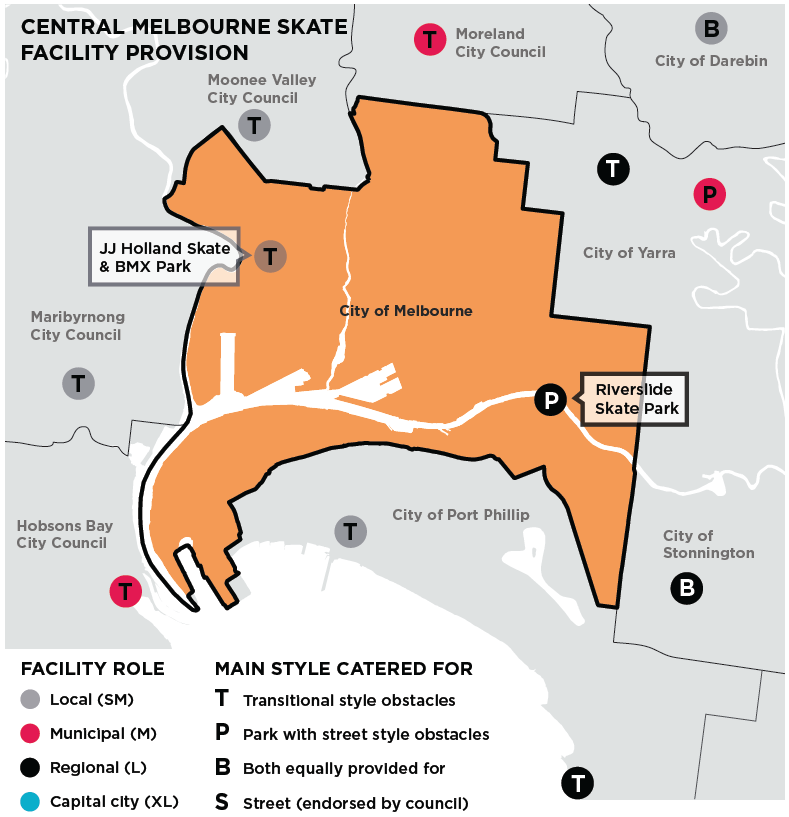 CENTRAL MELBOURNE SKATE
FACILITY PROVISION
T
Moreland
City Council
B
City of Darebin
Moonee Valley
City Council
T
T
P
JJ Holland Skate
& BMX Park
T
City of Yarra
Maribyrnong
City Council
T
City of Melbourne
P
Riverslide
Skate Park
Hobsons Bay
City Council
T
T
City of Port Phillip
City of
Stonnington
B
FACILITY ROLE
Local (SM)
Municipal (M)
Regional (L)
Capital city (XL)
MAIN STYLE CATERED FOR
T Transitional style obstacles
P Park with street style obstacles
B Both equally provided for
S Street (endorsed by council)
T